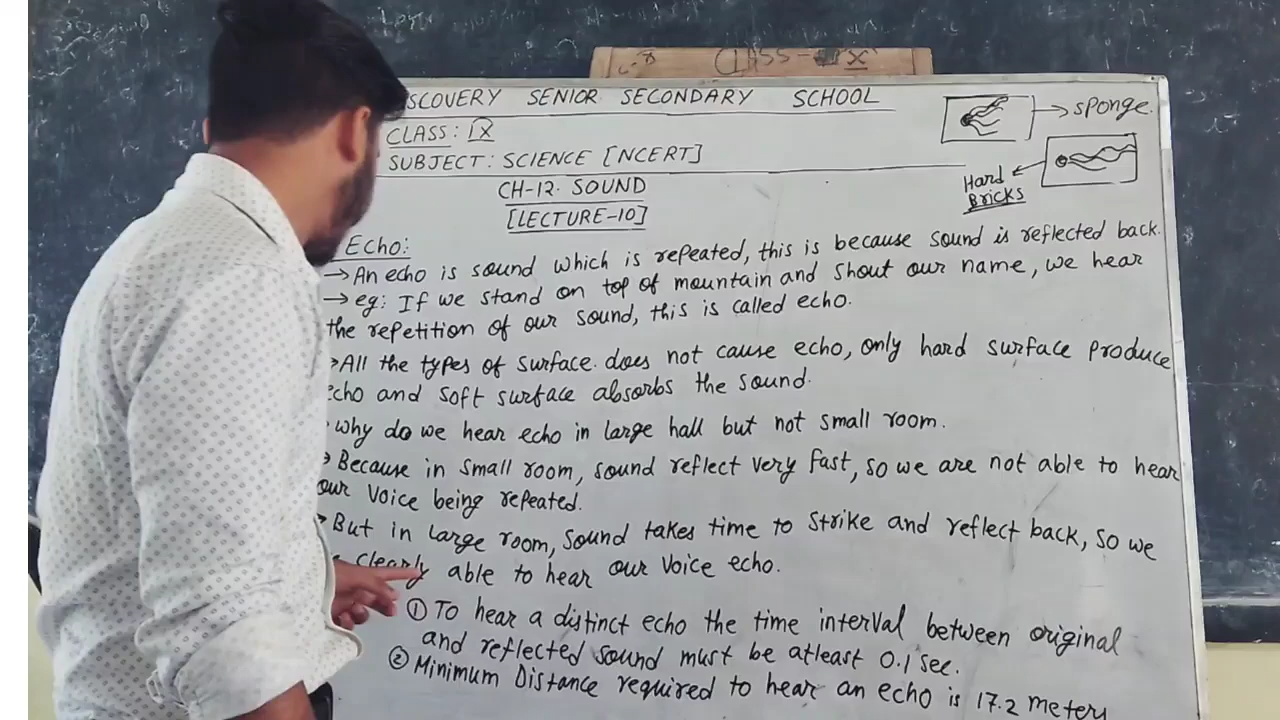 CLASS - IX
SCOVERY SENIOR SECONDARY SCHOOL
CLASS: IX
SUBJECT: SCIENCE [NCERT]
sponge.
Hard
Bricks
CH-12. SOUND
[LECTURE-10]
Echo:
→ An echo is sound which is repeated, this is because sound is reflected back.
→ eg: If we stand on top of mountain and shout our name, we hear
the repetition of our sound, this is called echo.
All the types of surface does not cause echo, only hard surface produce
echo and soft surface absorbs the sound.
why do we hear echo in large hall but not small room.
Because in small room, sound reflect very fast, so we are not able to hear
our voice being repeated.
But in large room, sound takes time to strike and reflect back, so we
clearly able to hear our voice echo.
① To hear a distinct echo the time interval between original
and reflected sound must be atleast 0.1 sec.
② Minimum Distance required to hear an echo is 17.2 meters